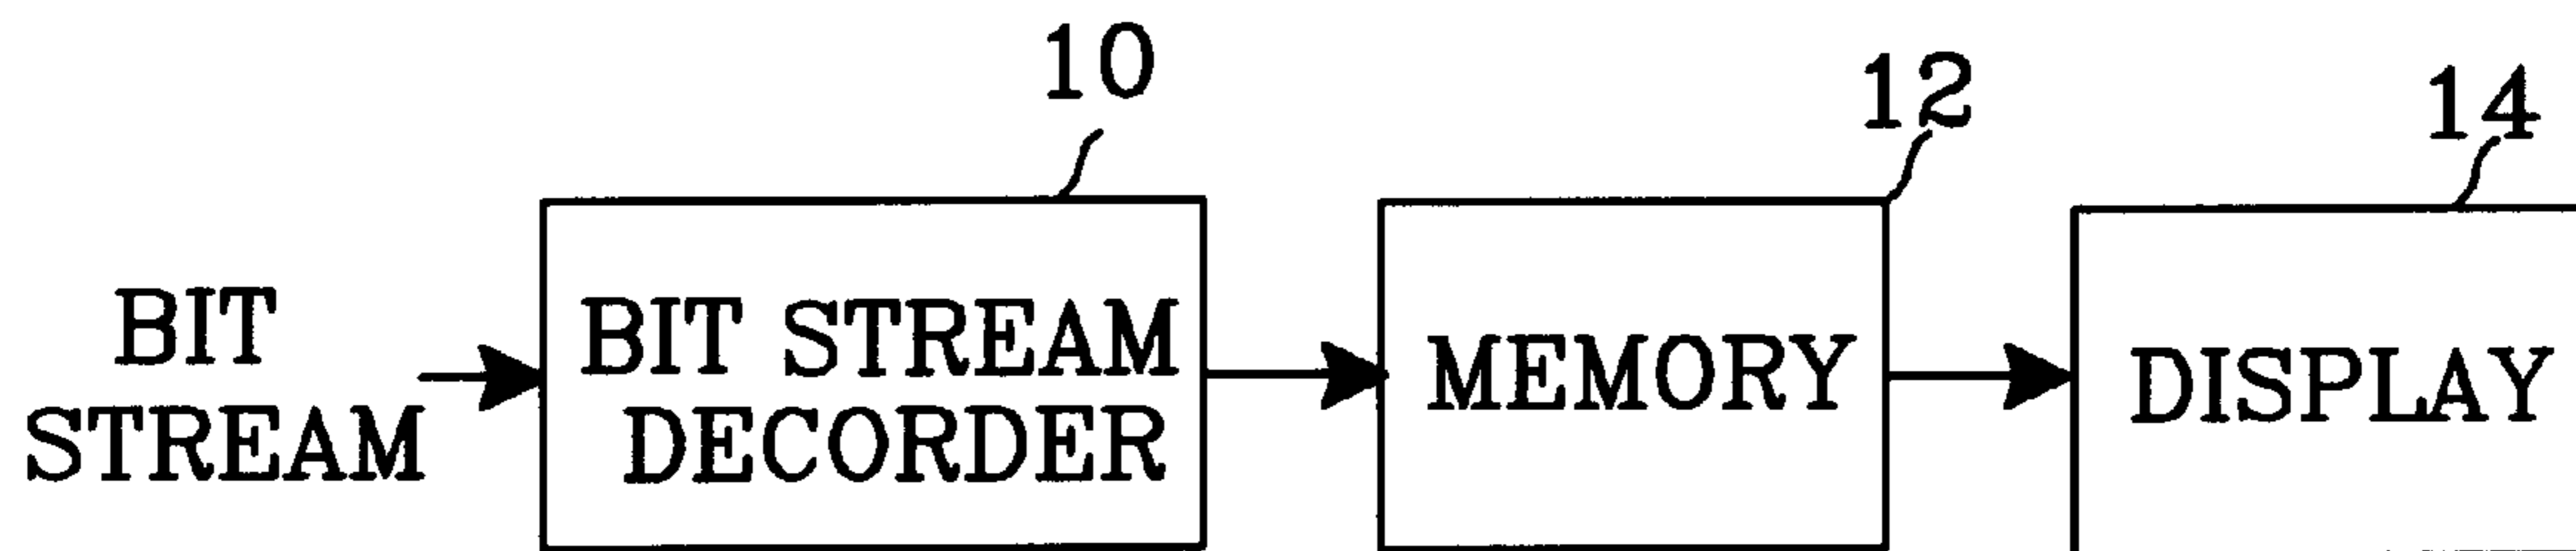 10
12
14
BIT
STREAM
BIT STREAM
DECORDER
MEMORY
DISPLAY